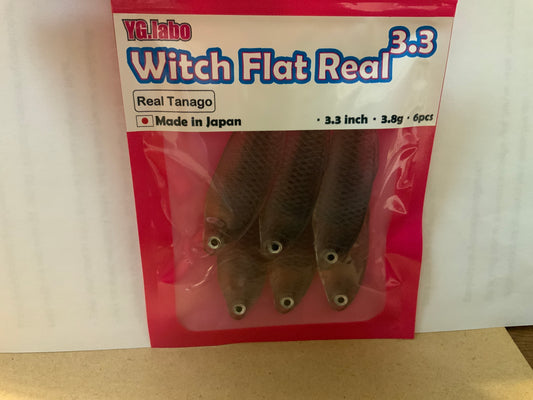 YG.labo
Witch Flat Real 3.3
Real Tanago
Made in Japan
・3.3 inch・3.8g・6pcs